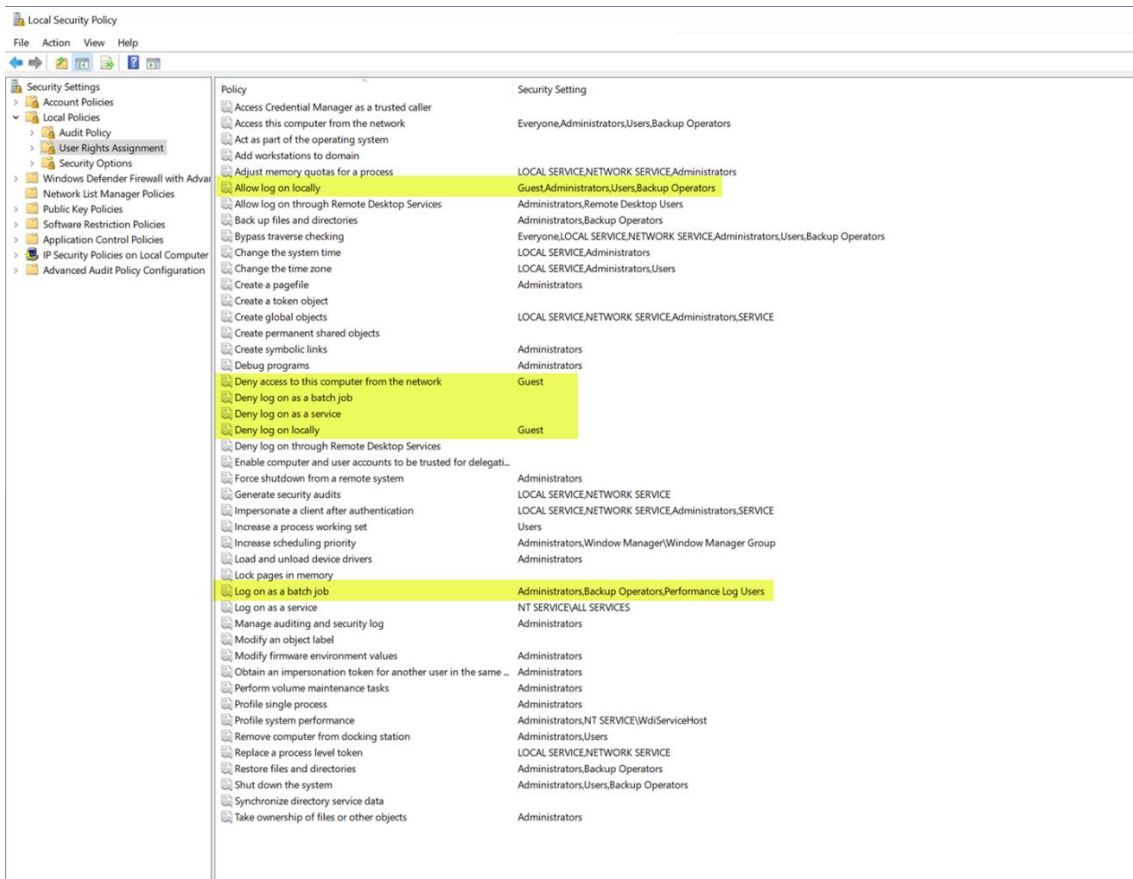 Local Security Policy
File Action View Help
Security Settings
Account Policies
Local Policies
Audit Policy
User Rights Assignment
Security Options
Windows Defender Firewall with Advan
Network List Manager Policies
Public Key Policies
Software Restriction Policies
Application Control Policies
IP Security Policies on Local Computer
Advanced Audit Policy Configuration
Policy Security Setting
Access Credential Manager as a trusted caller
Access this computer from the network Everyone,Administrators,Users,Backup Operators
Act as part of the operating system
Add workstations to domain
Adjust memory quotas for a process LOCAL SERVICE,NETWORK SERVICE,Administrators
Allow log on locally Guest,Administrators,Users,Backup Operators
Allow log on through Remote Desktop Services Administrators,Remote Desktop Users
Back up files and directories Administrators,Backup Operators
Bypass traverse checking Everyone,LOCAL SERVICE,NETWORK SERVICE,Administrators,Users,Backup Operators
Change the system time LOCAL SERVICE,Administrators
Change the time zone LOCAL SERVICE,Administrators,Users
Create a pagefile Administrators
Create a token object
Create global objects LOCAL SERVICE,NETWORK SERVICE,Administrators,SERVICE
Create permanent shared objects
Create symbolic links Administrators
Debug programs Administrators
Deny access to this computer from the network Guest
Deny log on as a batch job
Deny log on as a service
Deny log on locally Guest
Deny log on through Remote Desktop Services
Enable computer and user accounts to be trusted for delegati...
Force shutdown from a remote system Administrators
Generate security audits LOCAL SERVICE,NETWORK SERVICE
Impersonate a client after authentication LOCAL SERVICE,NETWORK SERVICE,Administrators,SERVICE
Increase a process working set Users
Increase scheduling priority Administrators,Window Manager\Window Manager Group
Load and unload device drivers Administrators
Lock pages in memory
Log on as a batch job Administrators,Backup Operators,Performance Log Users
Log on as a service NT SERVICE\ALL SERVICES
Manage auditing and security log Administrators
Modify an object label
Modify firmware environment values Administrators
Obtain an impersonation token for another user in the same ... Administrators
Perform volume maintenance tasks Administrators
Profile single process Administrators
Profile system performance Administrators,NT SERVICE\WdiServiceHost
Remove computer from docking station Administrators,Users
Replace a process level token LOCAL SERVICE,NETWORK SERVICE
Restore files and directories Administrators,Backup Operators
Shut down the system Administrators,Users,Backup Operators
Synchronize directory service data
Take ownership of files or other objects Administrators